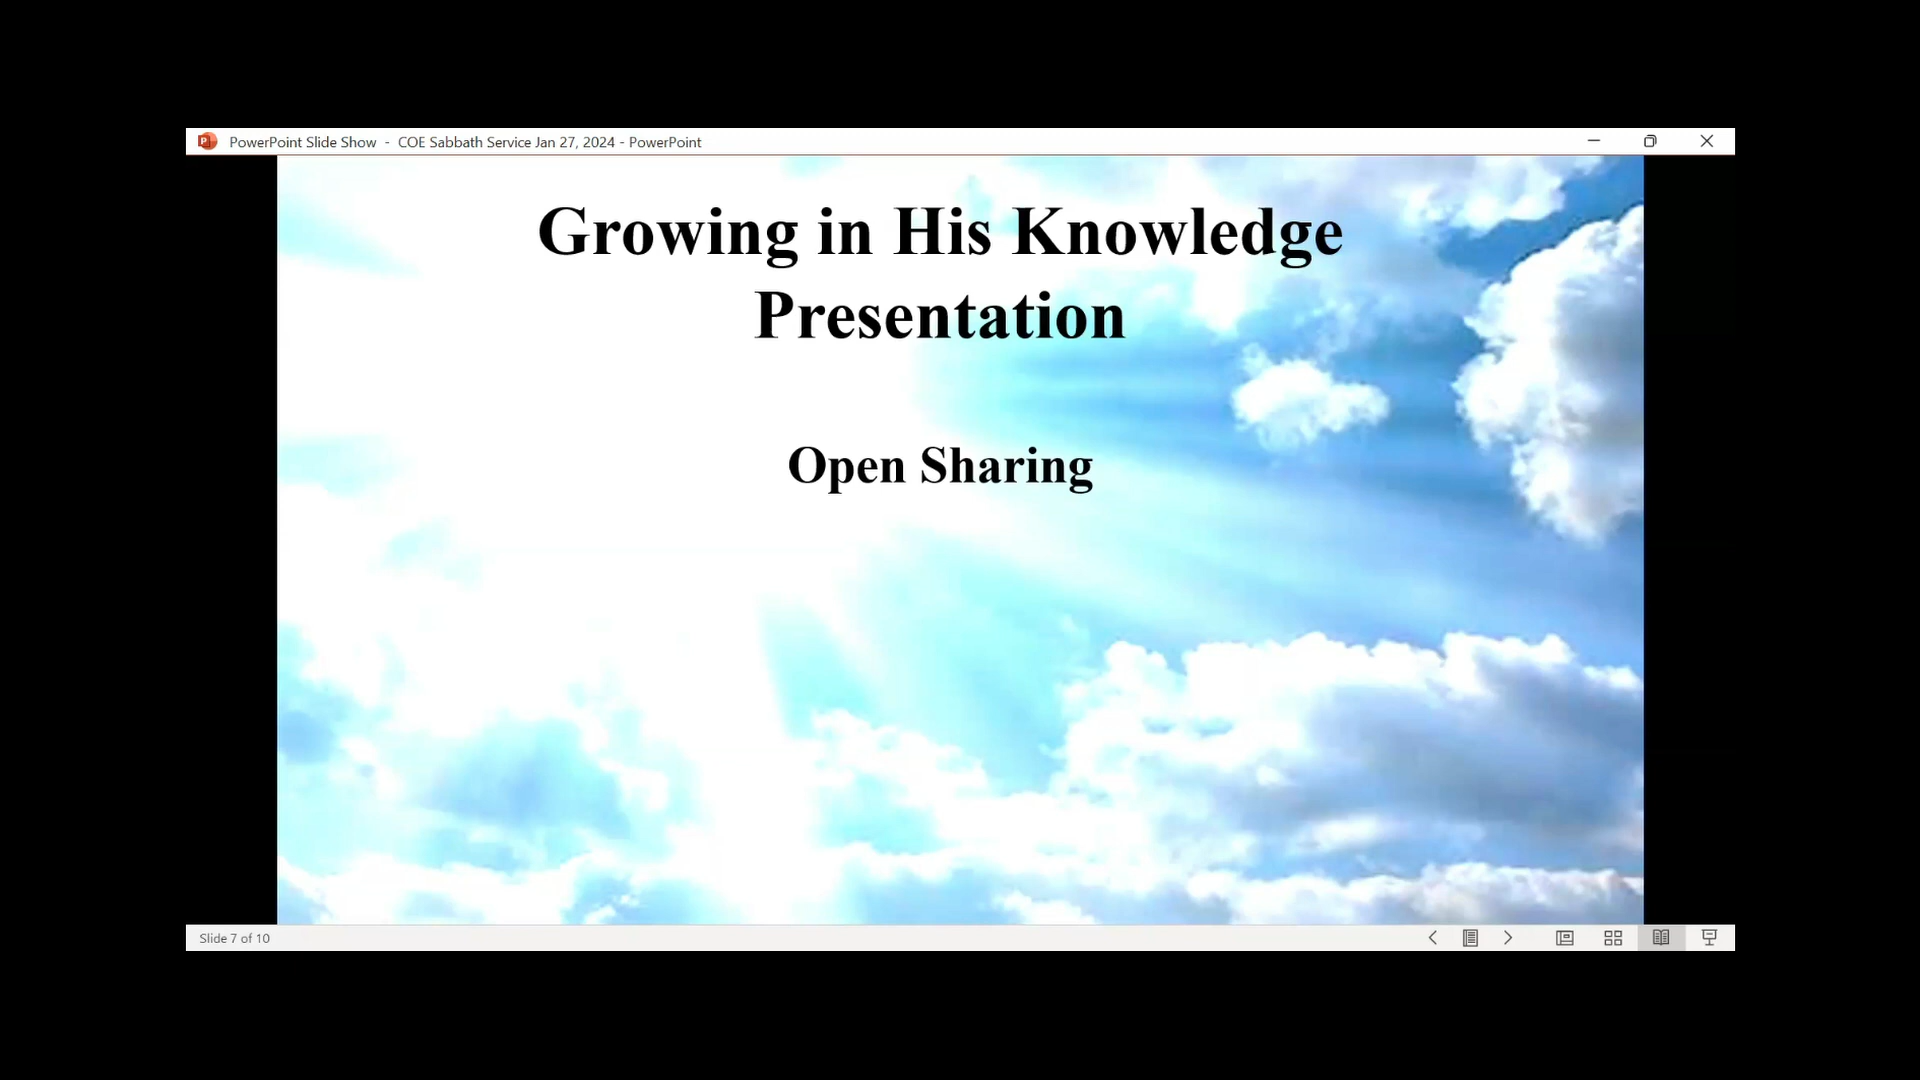 PowerPoint Slide Show - COE Sabbath Service Jan 27, 2024 - PowerPoint
Growing in His Knowledge
Presentation
Open Sharing
Slide 7 of 10